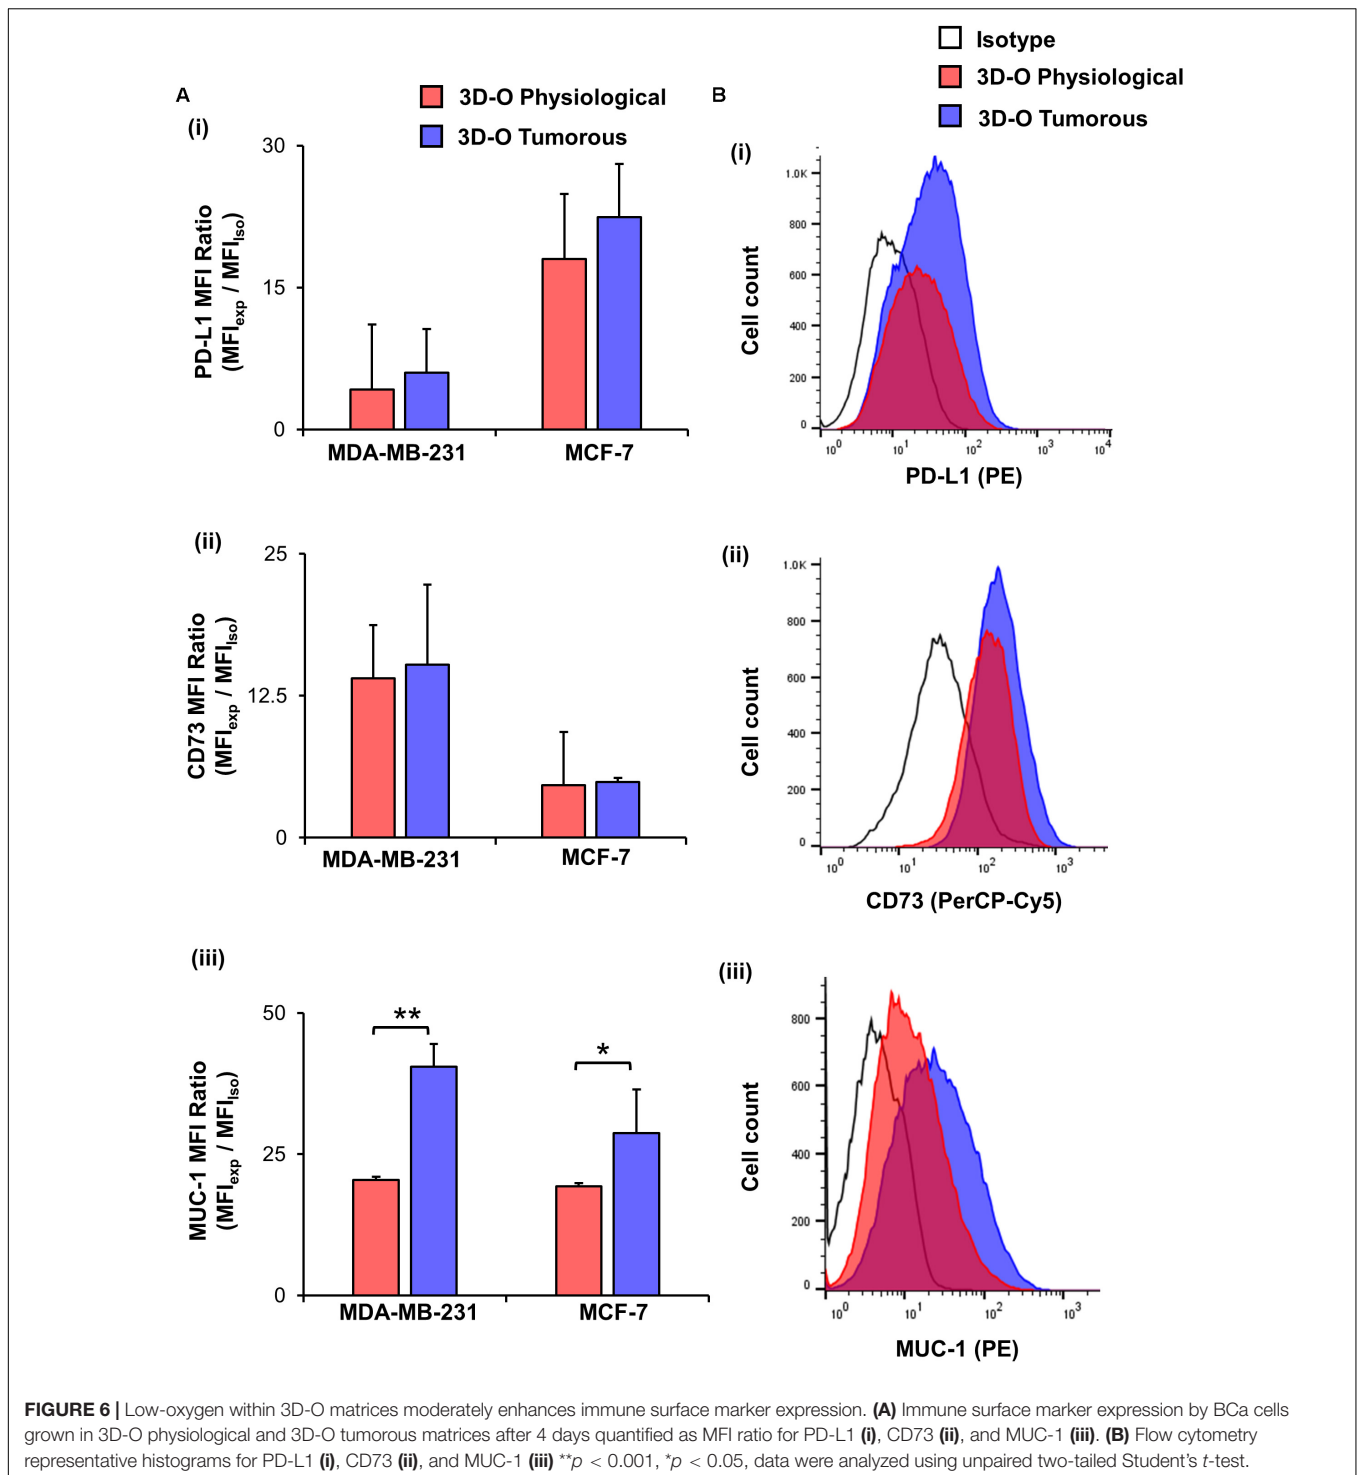 A
3D-O Physiological
3D-O Tumorous
(i)
30
15
0
PD-L1 MFI Ratio
(MFIexp / MFIIso)
MDA-MB-231 MCF-7
B
Isotype
3D-O Physiological
3D-O Tumorous
(i)
1.0K
800
600
400
200
0
Cell count
10^0 10^1 10^2 10^3 10^4
PD-L1 (PE)
(ii)
25
12.5
0
CD73 MFI Ratio
(MFIexp / MFIIso)
MDA-MB-231 MCF-7
(ii)
1.0K
800
600
400
200
0
Cell count
10^0 10^1 10^2 10^3
CD73 (PerCP-Cy5)
(iii)
50
25
0
MUC-1 MFI Ratio
(MFIexp / MFIIso)
**
*
MDA-MB-231 MCF-7
(iii)
800
600
400
200
0
Cell count
10^0 10^1 10^2 10^3
MUC-1 (PE)
FIGURE 6 | Low-oxygen within 3D-O matrices moderately enhances immune surface marker expression. (A) Immune surface marker expression by BCa cells
grown in 3D-O physiological and 3D-O tumorous matrices after 4 days quantified as MFI ratio for PD-L1 (i), CD73 (ii), and MUC-1 (iii). (B) Flow cytometry
representative histograms for PD-L1 (i), CD73 (ii), and MUC-1 (iii) **p < 0.001, *p < 0.05, data were analyzed using unpaired two-tailed Student's t-test.